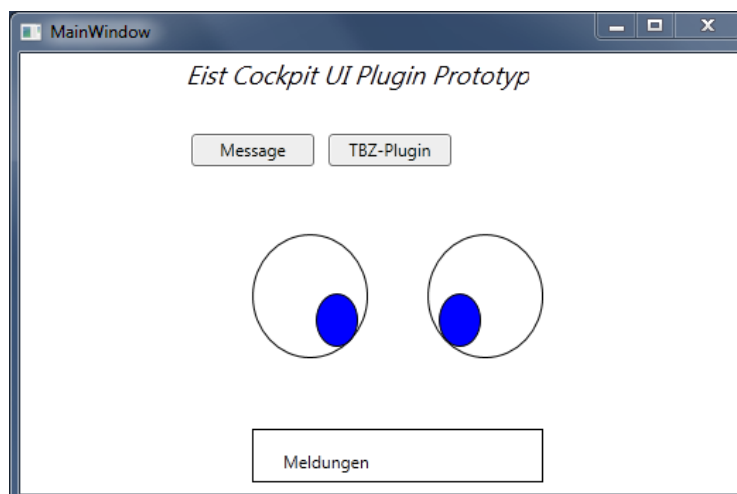 MainWindow
Eist Cockpit UI Plugin Prototyp
Message TBZ-Plugin
Meldungen